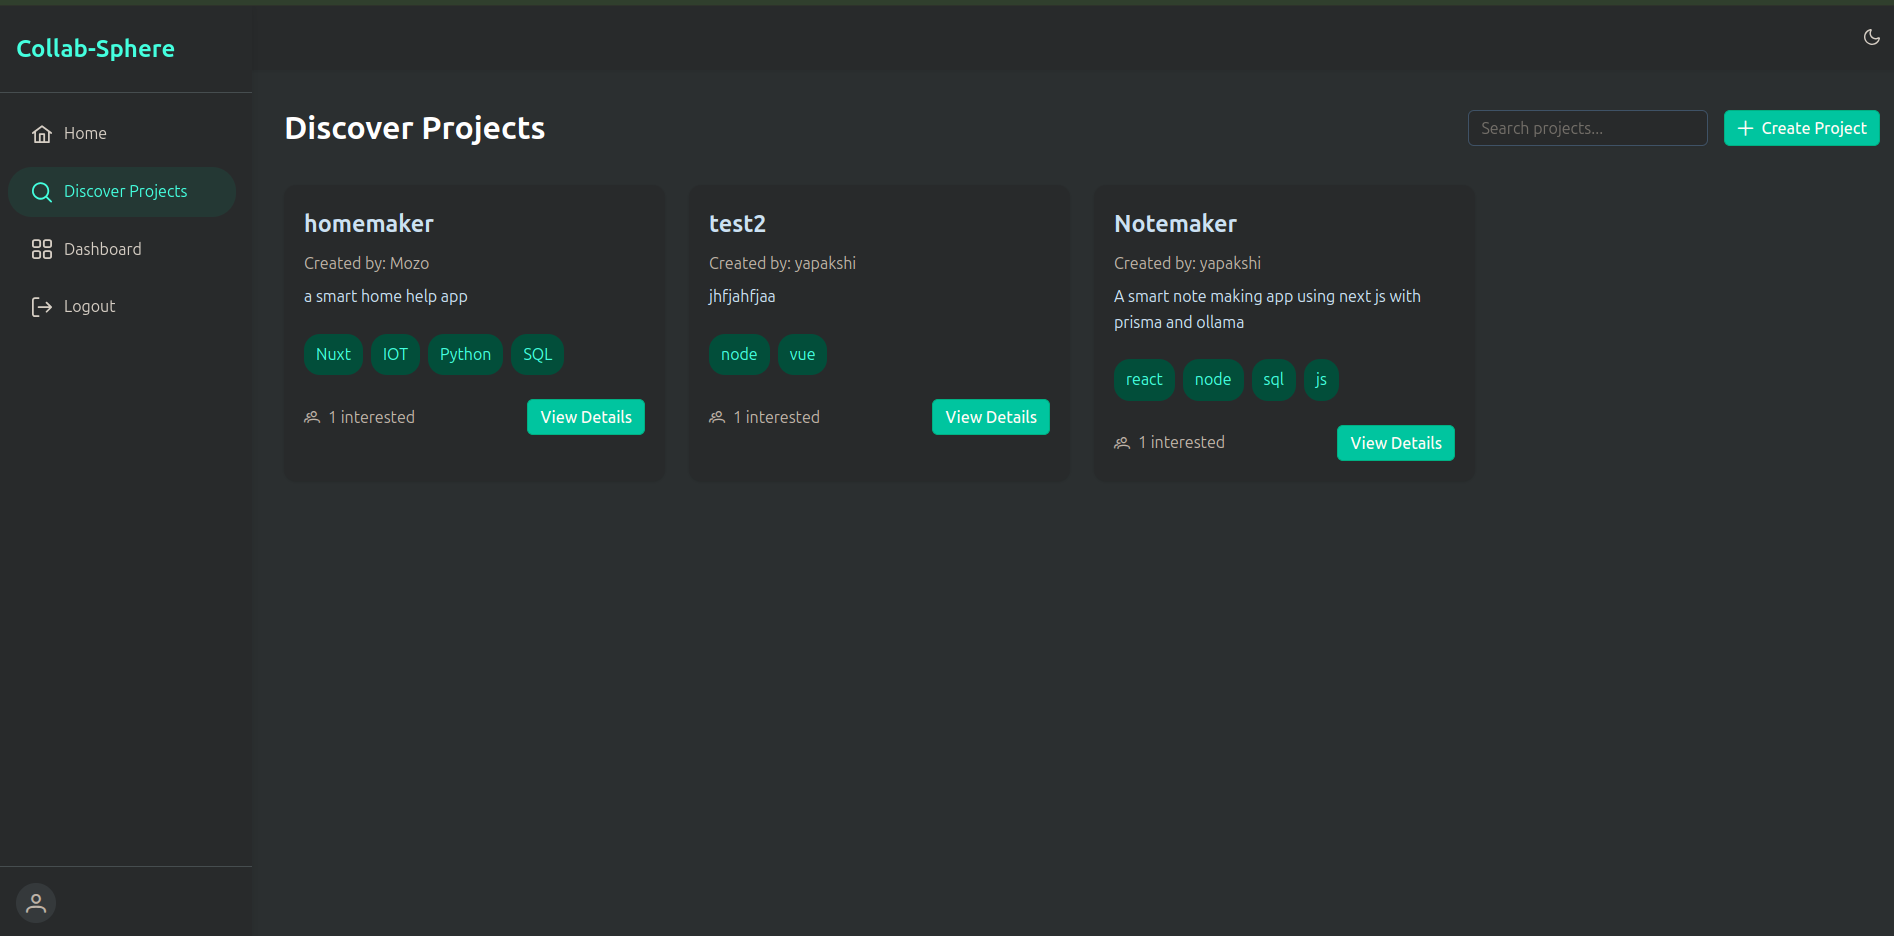 Collab-Sphere
Home
Discover Projects
Dashboard
Logout
Discover Projects
Search projects...
Create Project
homemaker
Created by: Mozo
a smart home help app
Nuxt IOT Python SQL
1 interested
View Details
test2
Created by: yapakshi
jhfjahfjaa
node vue
1 interested
View Details
Notemaker
Created by: yapakshi
A smart note making app using next js with
prisma and ollama
react node sql js
1 interested
View Details